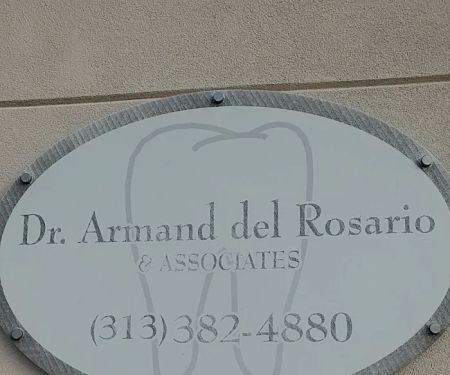 Dr. Armand del Rosario
& ASSOCIATES
(313) 382-4880